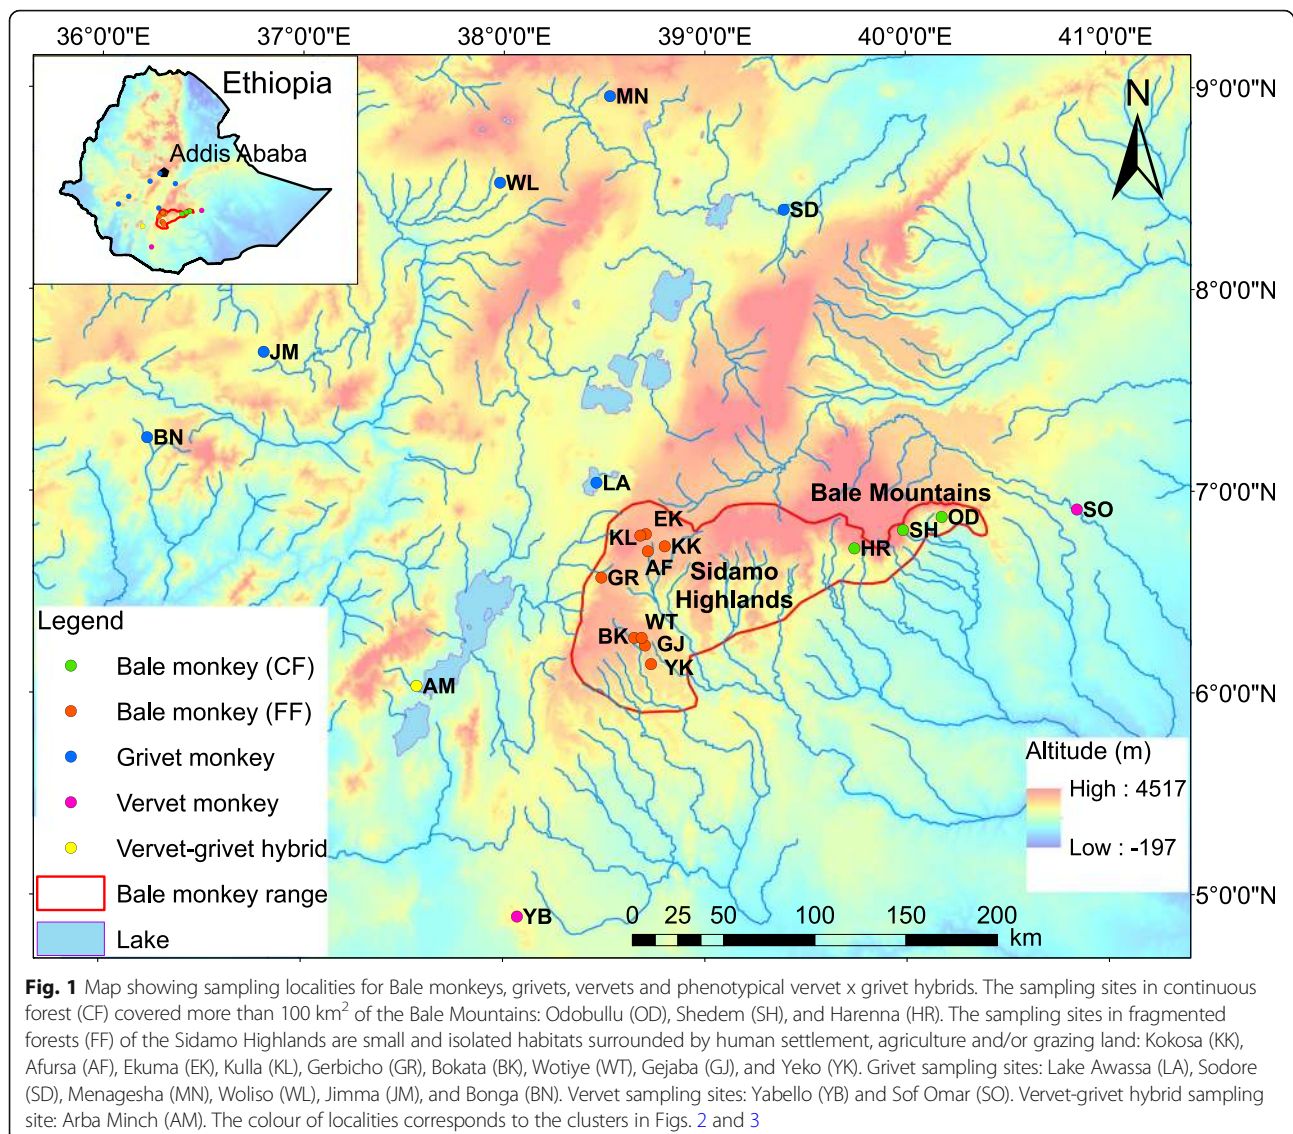 36°0'0"E 37°0'0"E 38°0'0"E 39°0'0"E 40°0'0"E 41°0'0"E
Ethiopia
Addis Ababa
MN
N
9°0'0"N
WL
SD
8°0'0"N
JM
BN
LA
7°0'0"N
Bale Mountains
EK
OD
SO
KL
KK
SH
HR
AF
Sidamo
Highlands
GR
WT
BK
GJ
YK
AM
6°0'0"N
YB
5°0'0"N
Legend
Bale monkey (CF)
Bale monkey (FF)
Grivet monkey
Vervet monkey
Vervet-grivet hybrid
Bale monkey range
Lake
Altitude (m)
High : 4517
Low : -197
0 25 50 100 150 200
km
Fig. 1 Map showing sampling localities for Bale monkeys, grivets, vervets and phenotypical vervet x grivet hybrids. The sampling sites in continuous
forest (CF) covered more than 100 km² of the Bale Mountains: Odobullu (OD), Shedem (SH), and Harenna (HR). The sampling sites in fragmented
forests (FF) of the Sidamo Highlands are small and isolated habitats surrounded by human settlement, agriculture and/or grazing land: Kokosa (KK),
Afursa (AF), Ekuma (EK), Kulla (KL), Gerbicho (GR), Bokata (BK), Wotiye (WT), Gejaba (GJ), and Yeko (YK). Grivet sampling sites: Lake Awassa (LA), Sodore
(SD), Menagesha (MN), Woliso (WL), Jimma (JM), and Bonga (BN). Vervet sampling sites: Yabello (YB) and Sof Omar (SO). Vervet-grivet hybrid sampling
site: Arba Minch (AM). The colour of localities corresponds to the clusters in Figs. 2 and 3